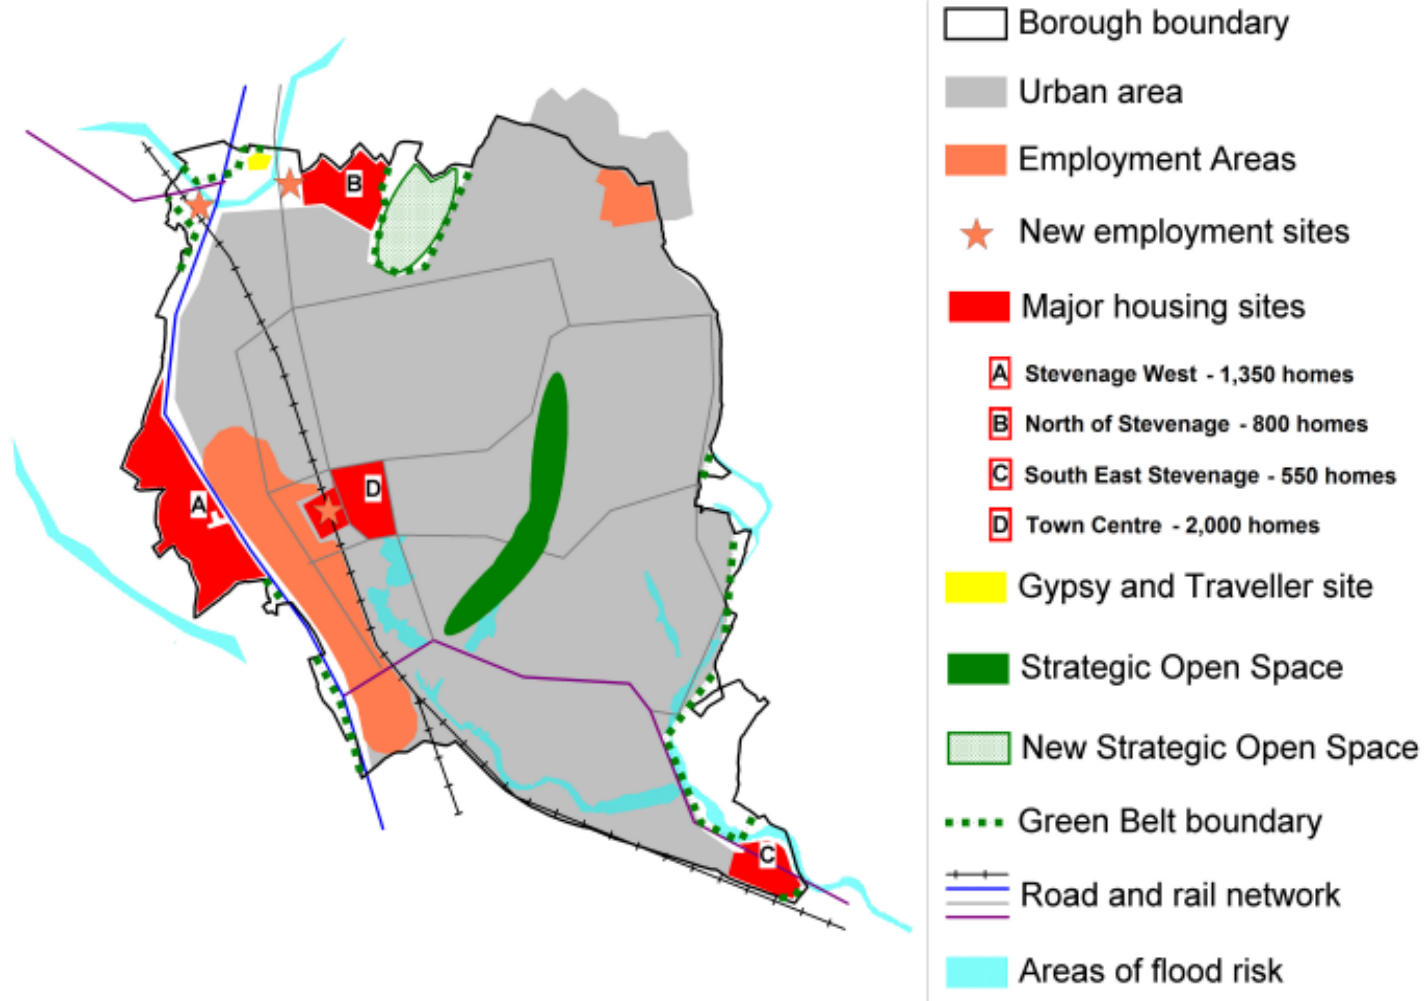 B
A
D
C
Borough boundary
Urban area
Employment Areas
New employment sites
Major housing sites
A Stevenage West - 1,350 homes
B North of Stevenage - 800 homes
C South East Stevenage - 550 homes
D Town Centre - 2,000 homes
Gypsy and Traveller site
Strategic Open Space
New Strategic Open Space
Green Belt boundary
Road and rail network
Areas of flood risk